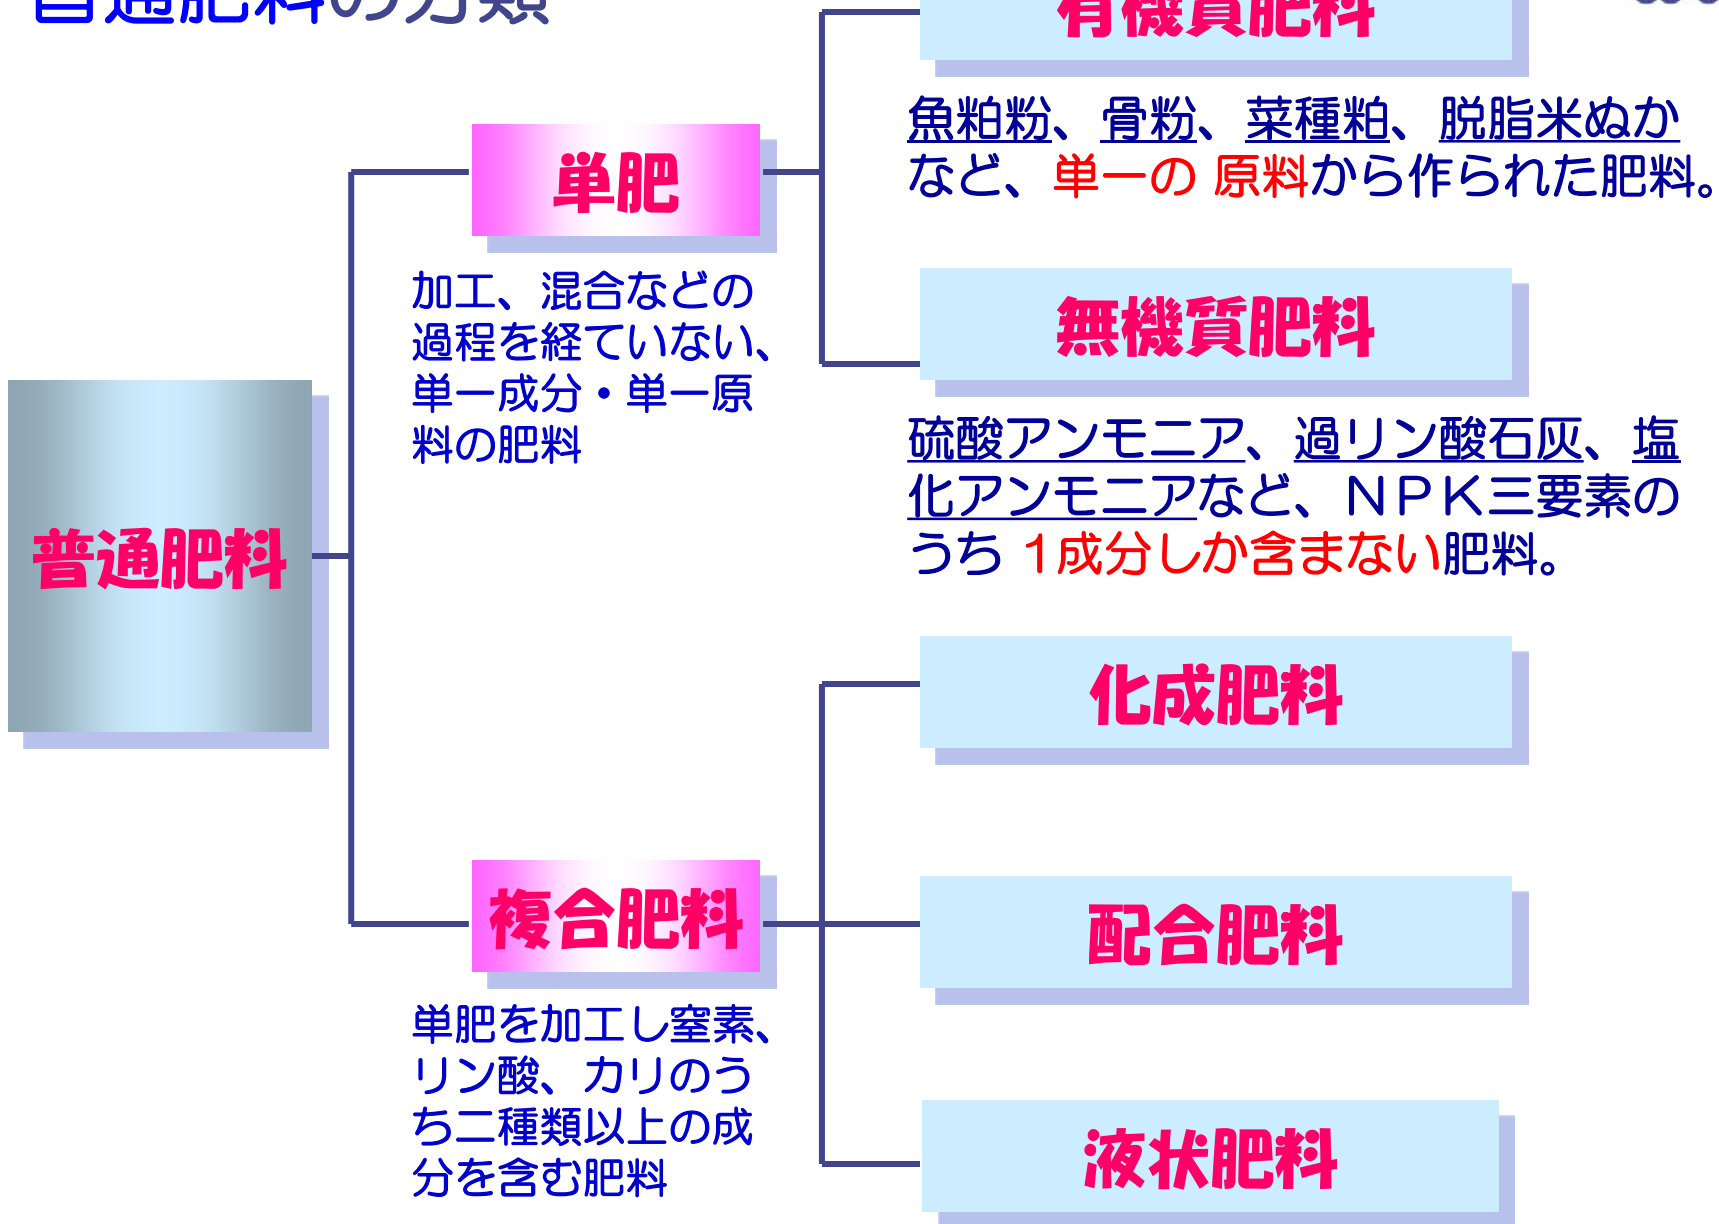 普通肥料の分類
有機質肥料
魚粕粉、骨粉、菜種粕、脱脂米ぬか
など、単一の 原料から作られた肥料。
単肥
加工、混合などの
過程を経ていない、
単一成分・単一原
料の肥料
無機質肥料
硫酸アンモニア、過リン酸石灰、塩
化アンモニアなど、ＮＰＫ三要素の
うち 1成分しか含まない肥料。
普通肥料
化成肥料
複合肥料
単肥を加工し窒素、
リン酸、カリのう
ち二種類以上の成
分を含む肥料
配合肥料
液状肥料